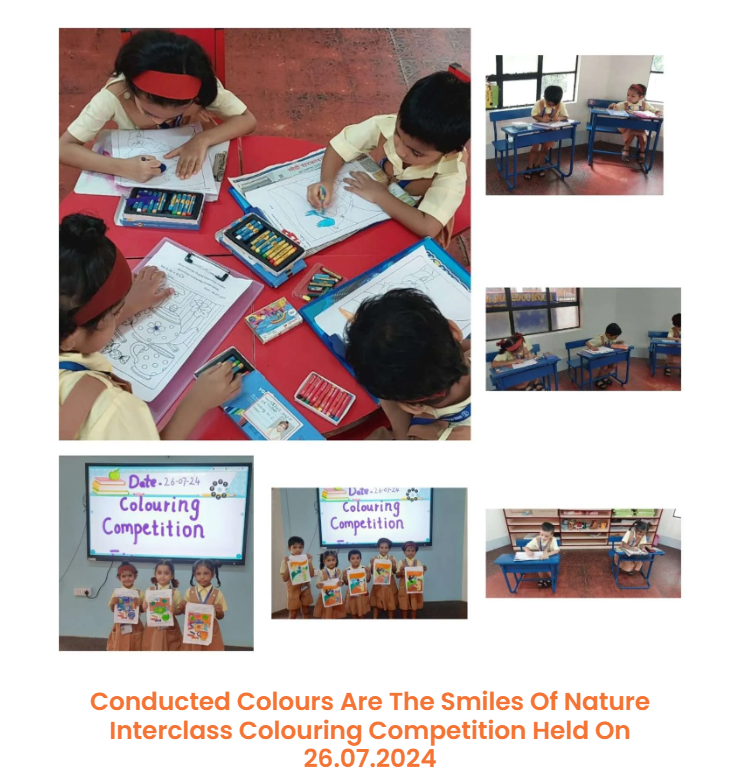 Date - 26-07-24
Colouring
Competition
Date - 26-07-24
Colouring
Competition
Conducted Colours Are The Smiles Of Nature
Interclass Colouring Competition Held On
26.07.2024